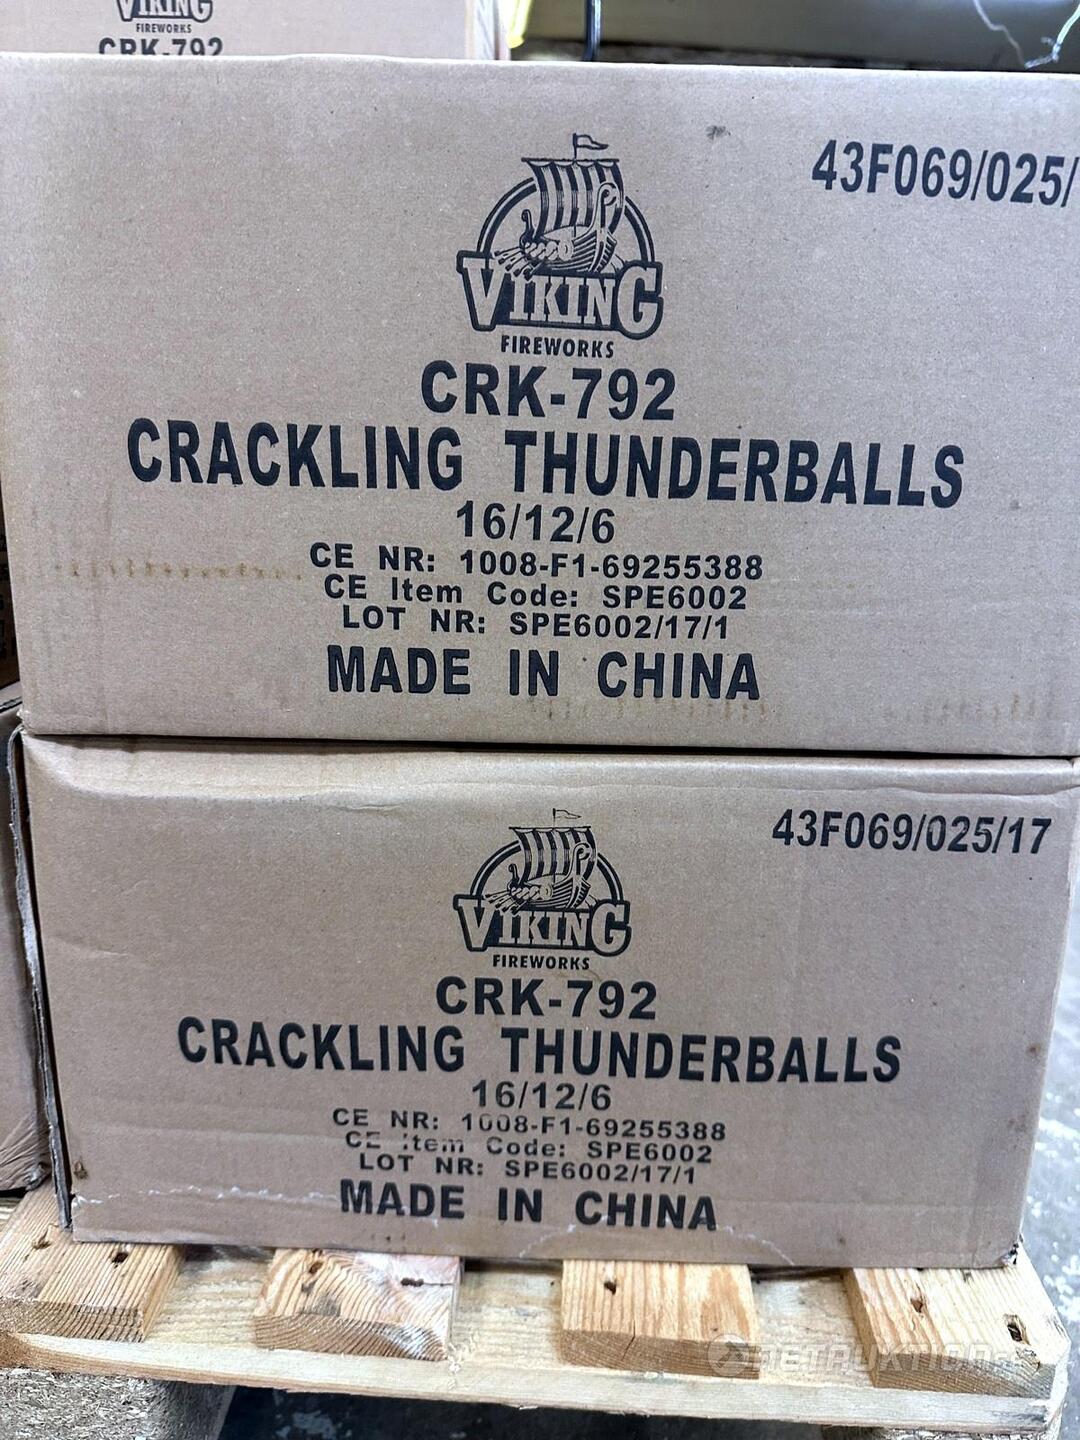 VIKING
FIREWORKS
CRK-792
43F069/025/
VIKING
FIREWORKS
CRK-792
CRACKLING THUNDERBALLS
16/12/6
CE NR: 1008-F1-69255388
CE Item Code: SPE6002
LOT NR: SPE6002/17/1
MADE IN CHINA
43F069/025/17
VIKING
FIREWORKS
CRK-792
CRACKLING THUNDERBALLS
16/12/6
CE NR: 1008-F1-69255388
CE Item Code: SPE6002
LOT NR: SPE6002/17/1
MADE IN CHINA